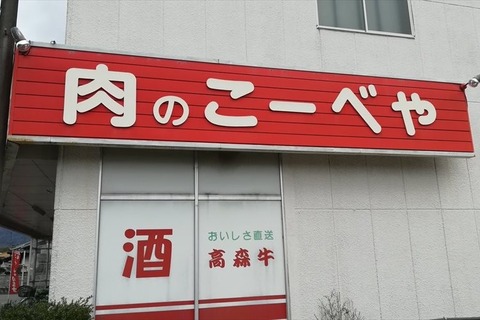 肉のこーべや
酒
おいしさ直送
高森牛